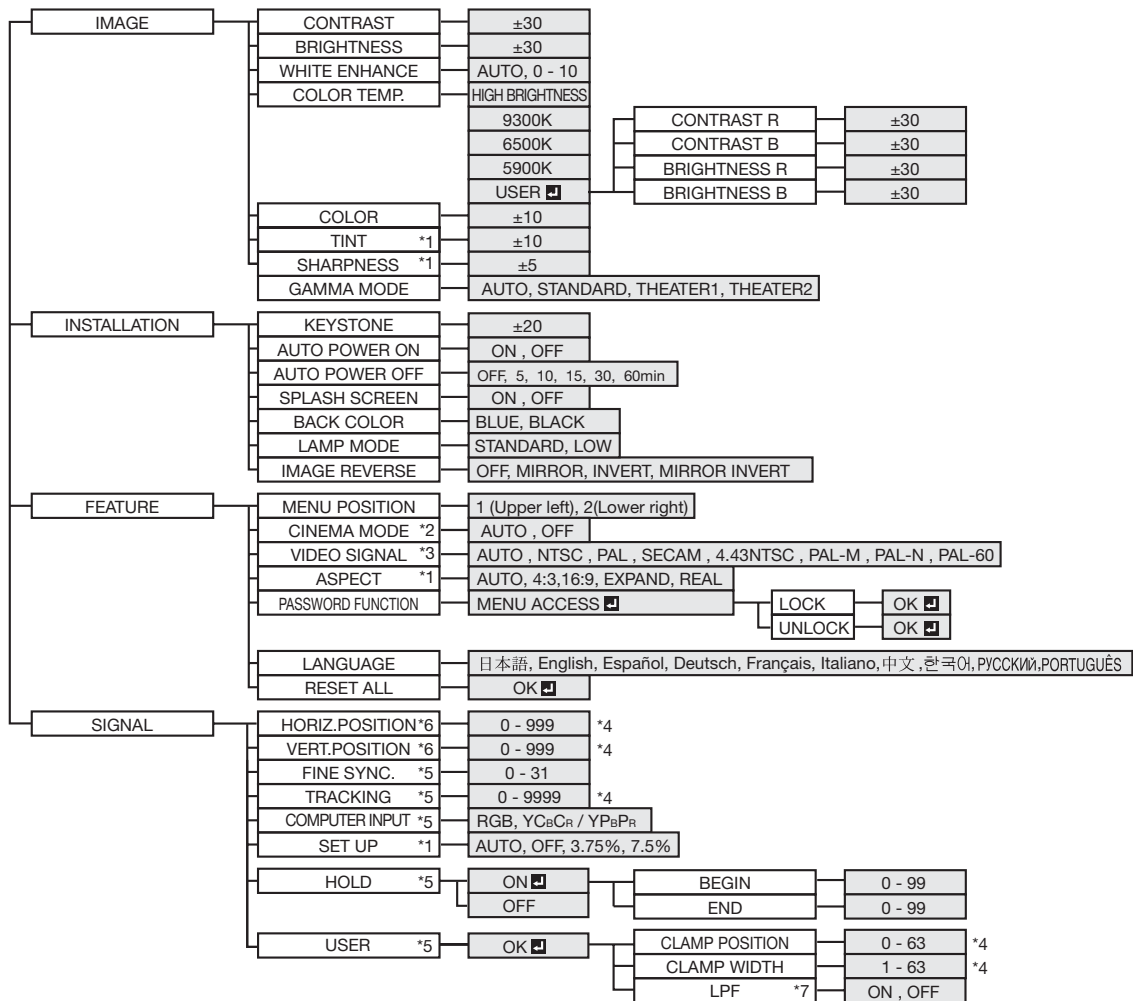 IMAGE CONTRAST ±30
BRIGHTNESS ±30
WHITE ENHANCE AUTO, 0 - 10
COLOR TEMP. HIGH BRIGHTNESS
9300K CONTRAST R ±30
6500K CONTRAST B ±30
5900K BRIGHTNESS R ±30
USER BRIGHTNESS B ±30
COLOR ±10
TINT *1 ±10
SHARPNESS *1 ±5
GAMMA MODE AUTO, STANDARD, THEATER1, THEATER2
INSTALLATION KEYSTONE ±20
AUTO POWER ON ON , OFF
AUTO POWER OFF OFF, 5, 10, 15, 30, 60min
SPLASH SCREEN ON , OFF
BACK COLOR BLUE, BLACK
LAMP MODE STANDARD, LOW
IMAGE REVERSE OFF, MIRROR, INVERT, MIRROR INVERT
FEATURE MENU POSITION 1 (Upper left), 2(Lower right)
CINEMA MODE *2 AUTO , OFF
VIDEO SIGNAL *3 AUTO , NTSC , PAL , SECAM , 4.43NTSC , PAL-M , PAL-N , PAL-60
ASPECT *1 AUTO, 4:3,16:9, EXPAND, REAL
PASSWORD FUNCTION MENU ACCESS LOCK OK
UNLOCK OK
LANGUAGE 日本語, English, Español, Deutsch, Français, Italiano,中文,한국어,РУССКИЙ,PORTUGUÊS
RESET ALL OK
SIGNAL HORIZ.POSITION*6 0 - 999 *4
VERT.POSITION *6 0 - 999 *4
FINE SYNC. *5 0 - 31
TRACKING *5 0 - 9999 *4
COMPUTER INPUT *5 RGB, YCBCR / YPBPR
SET UP *1 AUTO, OFF, 3.75%, 7.5%
HOLD *5 ON BEGIN 0 - 99
OFF END 0 - 99
USER *5 OK CLAMP POSITION 0 - 63 *4
CLAMP WIDTH 1 - 63 *4
LPF *7 ON , OFF